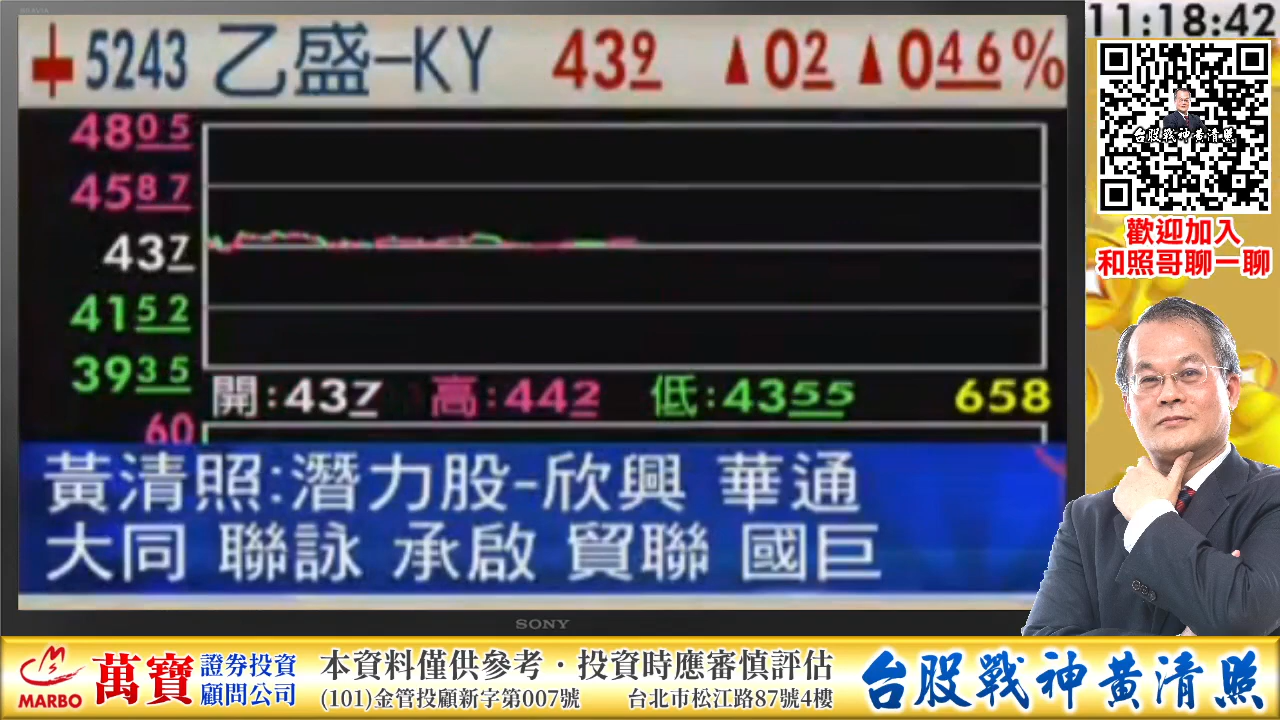 11:18:42
5243 乙盛-KY 43.9 ▲0.2 ▲0.46%
48.05
45.87
43.7
41.52
39.35
開:43.7 高:44.2 低:43.55 658
60
黃清照:潛力股-欣興 華通
大同 聯詠 承啟 貿聯 國巨
SONY
台股戰神黃清照
歡迎加入
和照哥聊一聊
MARBO
萬寶 證券投資
顧問公司
本資料僅供參考・投資時應審慎評估
(101)金管投顧新字第007號 台北市松江路87號4樓
台股戰神黃清照